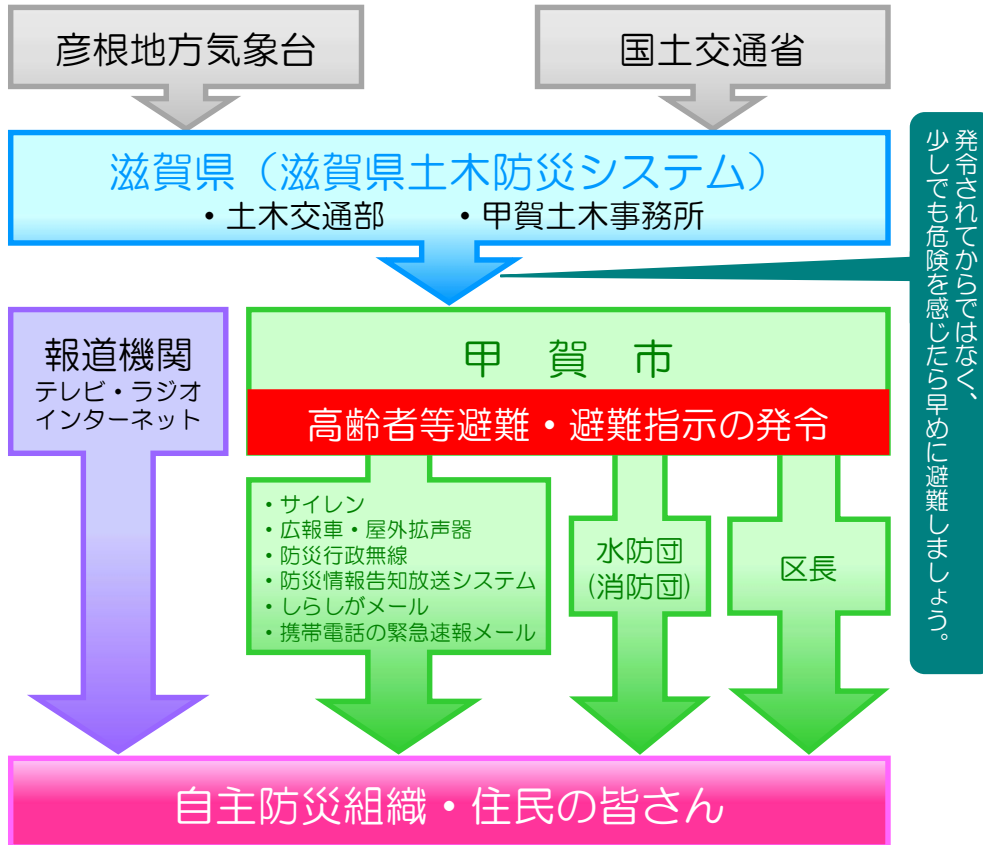 彦根地方気象台
国土交通省
滋賀県（滋賀県土木防災システム）
・土木交通部　・甲賀土木事務所
発令されてからではなく、
少しでも危険を感じたら早めに避難しましょう。
報道機関
テレビ・ラジオ
インターネット
甲賀市
高齢者等避難・避難指示の発令
・サイレン
・広報車・屋外拡声器
・防災行政無線
・防災情報告知放送システム
・しらしがメール
・携帯電話の緊急速報メール
水防団
(消防団)
区長
自主防災組織・住民の皆さん